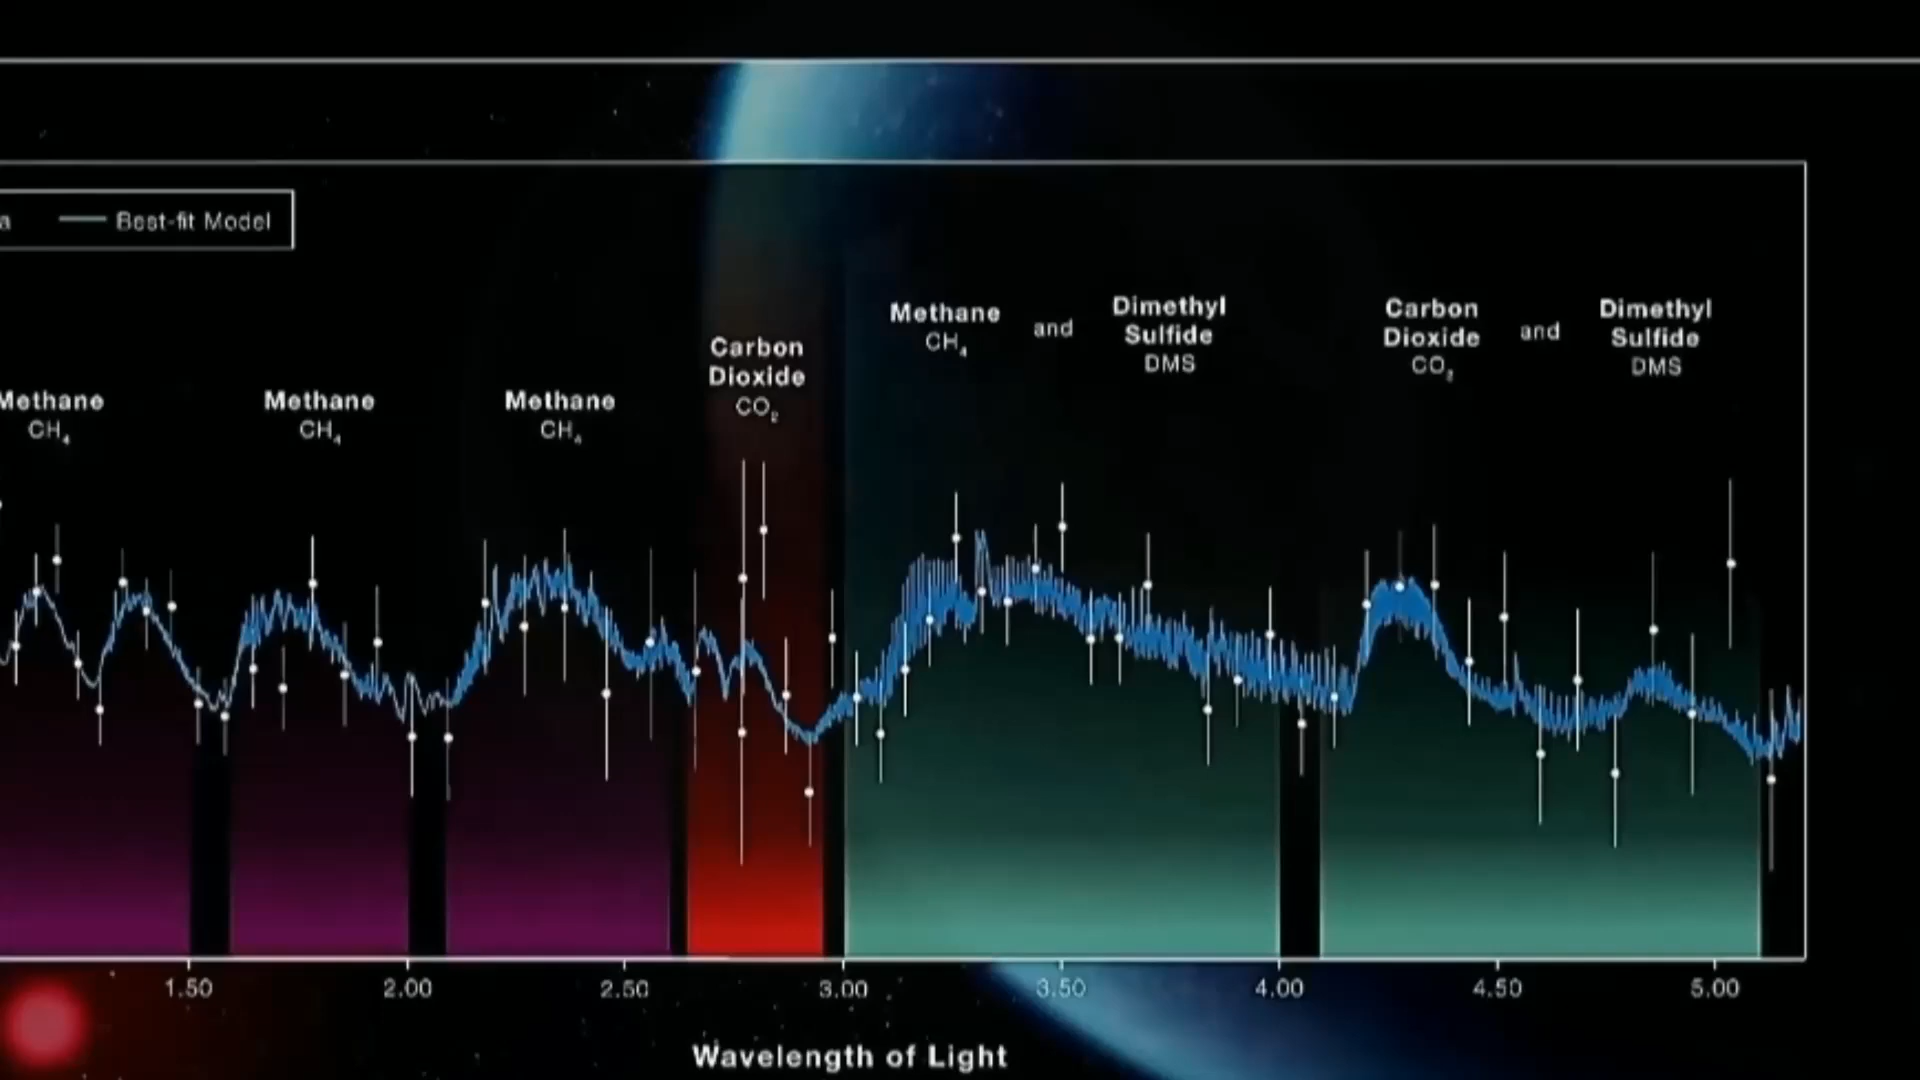 a Best-fit Model
Methane and Dimethyl Sulfide
CH₄ DMS
Carbon Dioxide and Dimethyl Sulfide
CO₂ DMS
Carbon Dioxide
CO₂
Methane
CH₄
Methane
CH₄
Methane
CH₄
1.50 2.00 2.50 3.00 3.50 4.00 4.50 5.00
Wavelength of Light